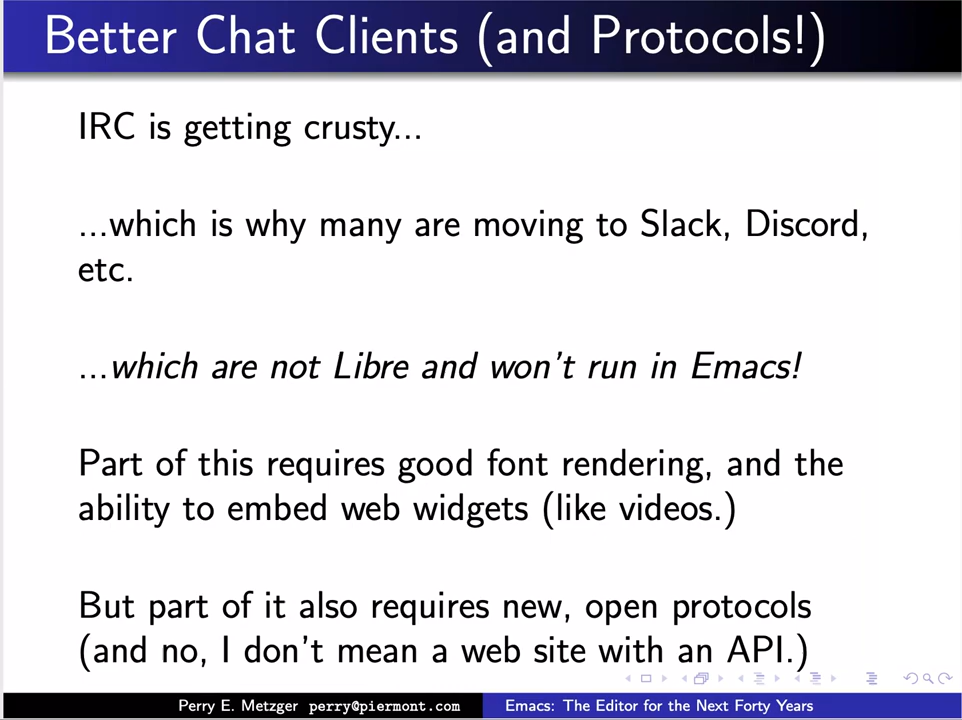 Better Chat Clients (and Protocols!)
IRC is getting crusty...
...which is why many are moving to Slack, Discord,
etc.
...which are not Libre and won't run in Emacs!
Part of this requires good font rendering, and the
ability to embed web widgets (like videos.)
But part of it also requires new, open protocols
(and no, I don't mean a web site with an API.)
Perry E. Metzger perry@piermont.com
Emacs: The Editor for the Next Forty Years